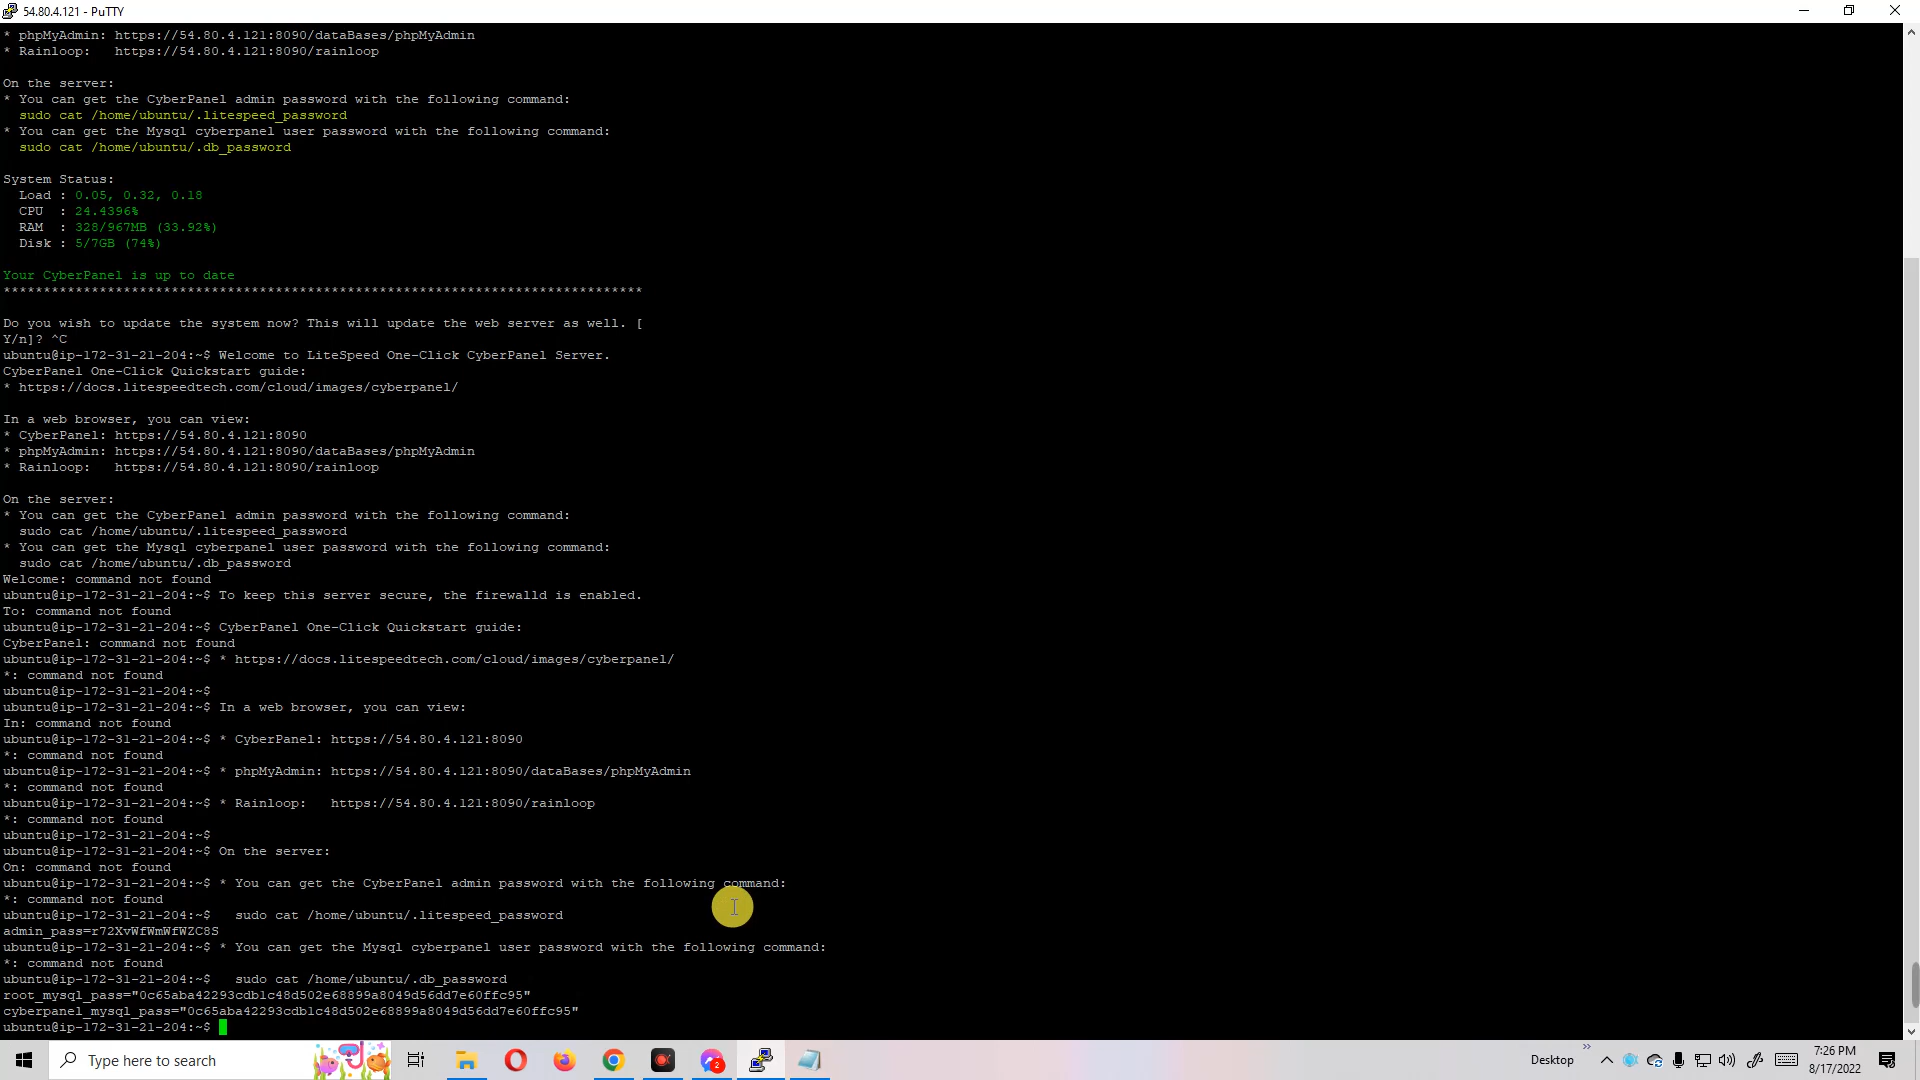 54.80.4.121 - PuTTY
* phpMyAdmin: https://54.80.4.121:8090/dataBases/phpMyAdmin
* Rainloop:   https://54.80.4.121:8090/rainloop
On the server:
* You can get the CyberPanel admin password with the following command:
  sudo cat /home/ubuntu/.litespeed_password
* You can get the Mysql cyberpanel user password with the following command:
  sudo cat /home/ubuntu/.db_password
System Status:
  Load : 0.05, 0.32, 0.18
  CPU  : 24.4396%
  RAM  : 328/967MB (33.92%)
  Disk : 5/7GB (74%)
Your CyberPanel is up to date
********************************************************************************
Do you wish to update the system now? This will update the web server as well. [
Y/n]? ^C
ubuntu@ip-172-31-21-204:~$ Welcome to LiteSpeed One-Click CyberPanel Server.
CyberPanel One-Click Quickstart guide:
* https://docs.litespeedtech.com/cloud/images/cyberpanel/
In a web browser, you can view:
* CyberPanel: https://54.80.4.121:8090
* phpMyAdmin: https://54.80.4.121:8090/dataBases/phpMyAdmin
* Rainloop:   https://54.80.4.121:8090/rainloop
On the server:
* You can get the CyberPanel admin password with the following command:
  sudo cat /home/ubuntu/.litespeed_password
* You can get the Mysql cyberpanel user password with the following command:
  sudo cat /home/ubuntu/.db_password
Welcome: command not found
ubuntu@ip-172-31-21-204:~$ To keep this server secure, the firewalld is enabled.
To: command not found
ubuntu@ip-172-31-21-204:~$ CyberPanel One-Click Quickstart guide:
CyberPanel: command not found
ubuntu@ip-172-31-21-204:~$ * https://docs.litespeedtech.com/cloud/images/cyberpanel/
*: command not found
ubuntu@ip-172-31-21-204:~$
ubuntu@ip-172-31-21-204:~$ In a web browser, you can view:
In: command not found
ubuntu@ip-172-31-21-204:~$ * CyberPanel: https://54.80.4.121:8090
*: command not found
ubuntu@ip-172-31-21-204:~$ * phpMyAdmin: https://54.80.4.121:8090/dataBases/phpMyAdmin
*: command not found
ubuntu@ip-172-31-21-204:~$ * Rainloop:   https://54.80.4.121:8090/rainloop
*: command not found
ubuntu@ip-172-31-21-204:~$
ubuntu@ip-172-31-21-204:~$ On the server:
On: command not found
ubuntu@ip-172-31-21-204:~$ * You can get the CyberPanel admin password with the following command:
*: command not found
ubuntu@ip-172-31-21-204:~$   sudo cat /home/ubuntu/.litespeed_password
admin_pass=r72XvWfWmWfWZC8S
ubuntu@ip-172-31-21-204:~$ * You can get the Mysql cyberpanel user password with the following command:
*: command not found
ubuntu@ip-172-31-21-204:~$   sudo cat /home/ubuntu/.db_password
root_mysql_pass="0c65aba42293cdb1c48d502e68899a8049d56dd7e60ffc95"
cyberpanel_mysql_pass="0c65aba42293cdb1c48d502e68899a8049d56dd7e60ffc95"
ubuntu@ip-172-31-21-204:~$
Type here to search
2
Desktop
7:26 PM
8/17/2022